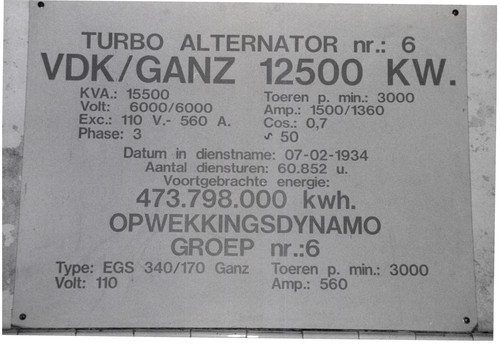 TURBO ALTERNATOR nr.: 6
VDK/GANZ 12500 KW.
KVA.: 15500 Toeren p. min.: 3000
Volt: 6000/6000 Amp.: 1500/1360
Exc.: 110 V.- 560 A. Cos.: 0,7
Phase: 3 ∿ 50
Datum in dienstname: 07-02-1934
Aantal diensturen: 60.852 u.
Voortgebrachte energie:
473.798.000 kwh.
OPWEKKINGSDYNAMO
GROEP nr.:6
Type: EGS 340/170 Ganz Toeren p. min.: 3000
Volt: 110 Amp.: 560